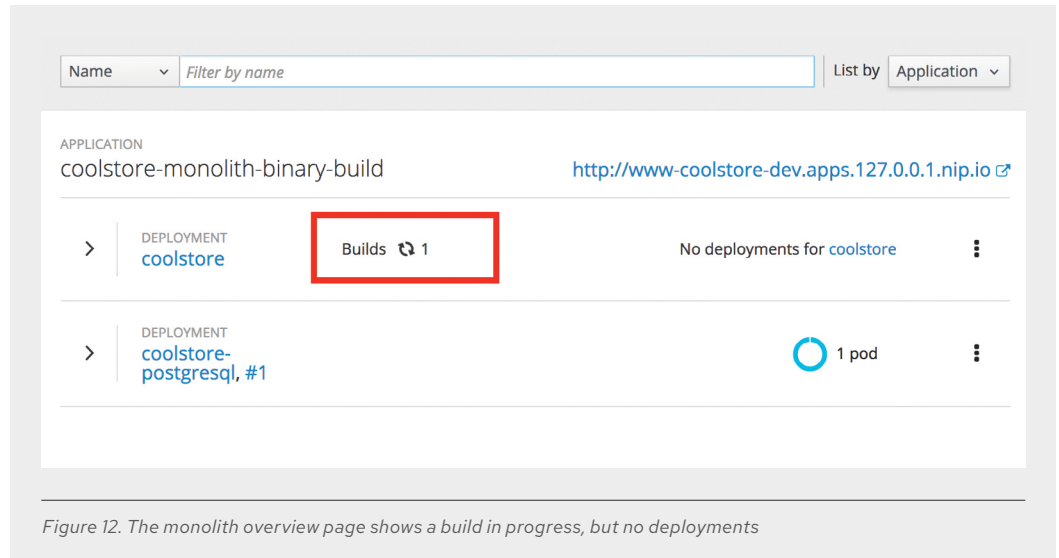 Name Filter by name List by Application
APPLICATION
coolstore-monolith-binary-build http://www-coolstore-dev.apps.127.0.0.1.nip.io
DEPLOYMENT
coolstore Builds 1 No deployments for coolstore
DEPLOYMENT
coolstore-
postgresql, #1 1 pod
Figure 12. The monolith overview page shows a build in progress, but no deployments